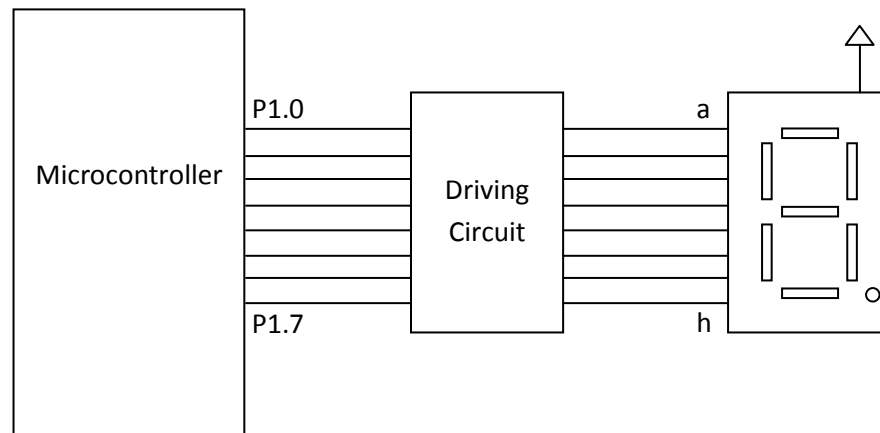 P1.0
a
Microcontroller
Driving
Circuit
P1.7
h